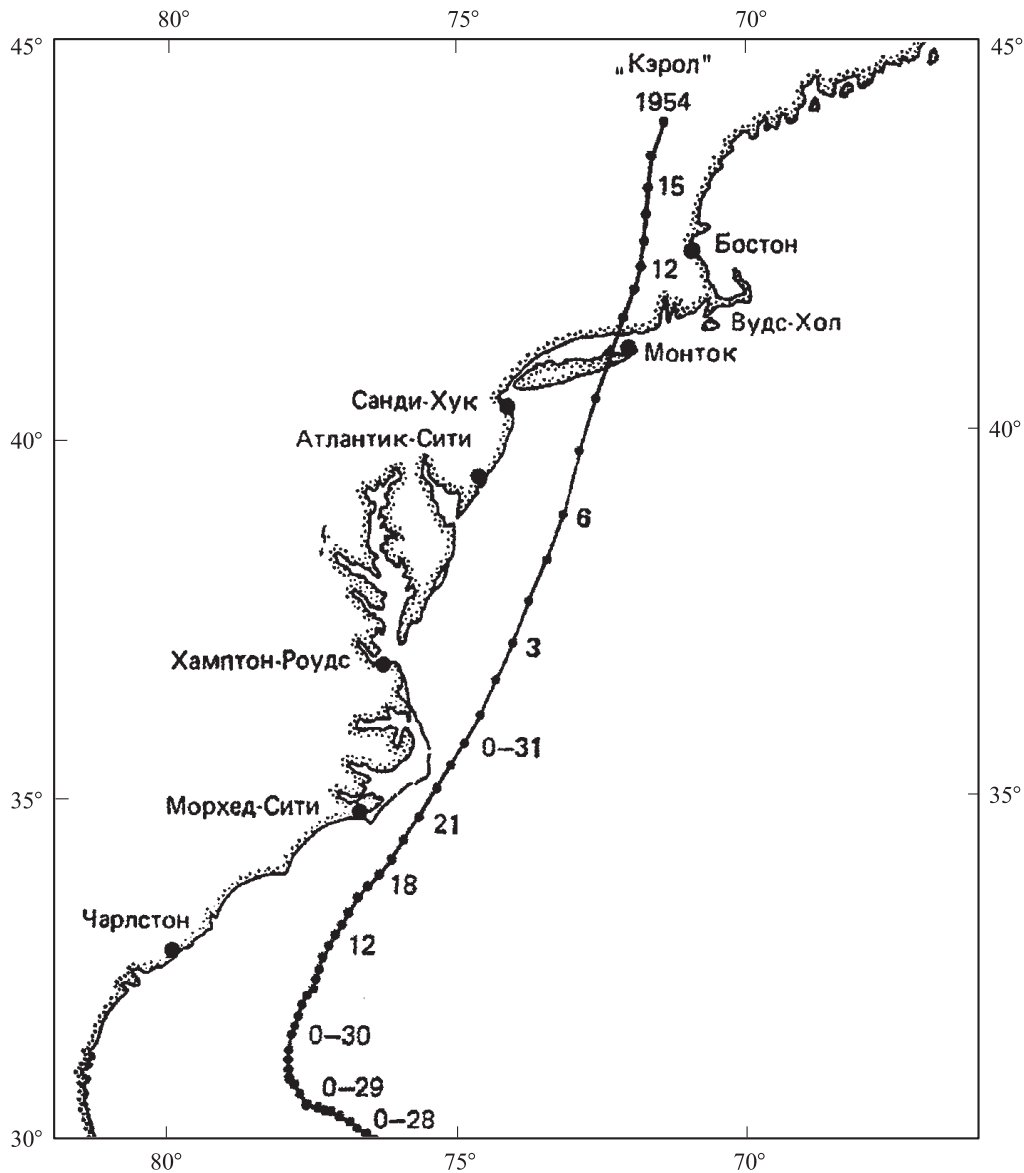 80° 75° 70°
45° 45°
„Кэрол"
1954
15
Бостон
12
Вудс-Хол
Монток
Санди-Хук
40° 40°
Атлантик-Сити
6
3
Хамптон-Роудс
0–31
35° 35°
Морхед-Сити
21
18
Чарлстон
12
0–30
0–29
0–28
30° 30°
80° 75° 70°